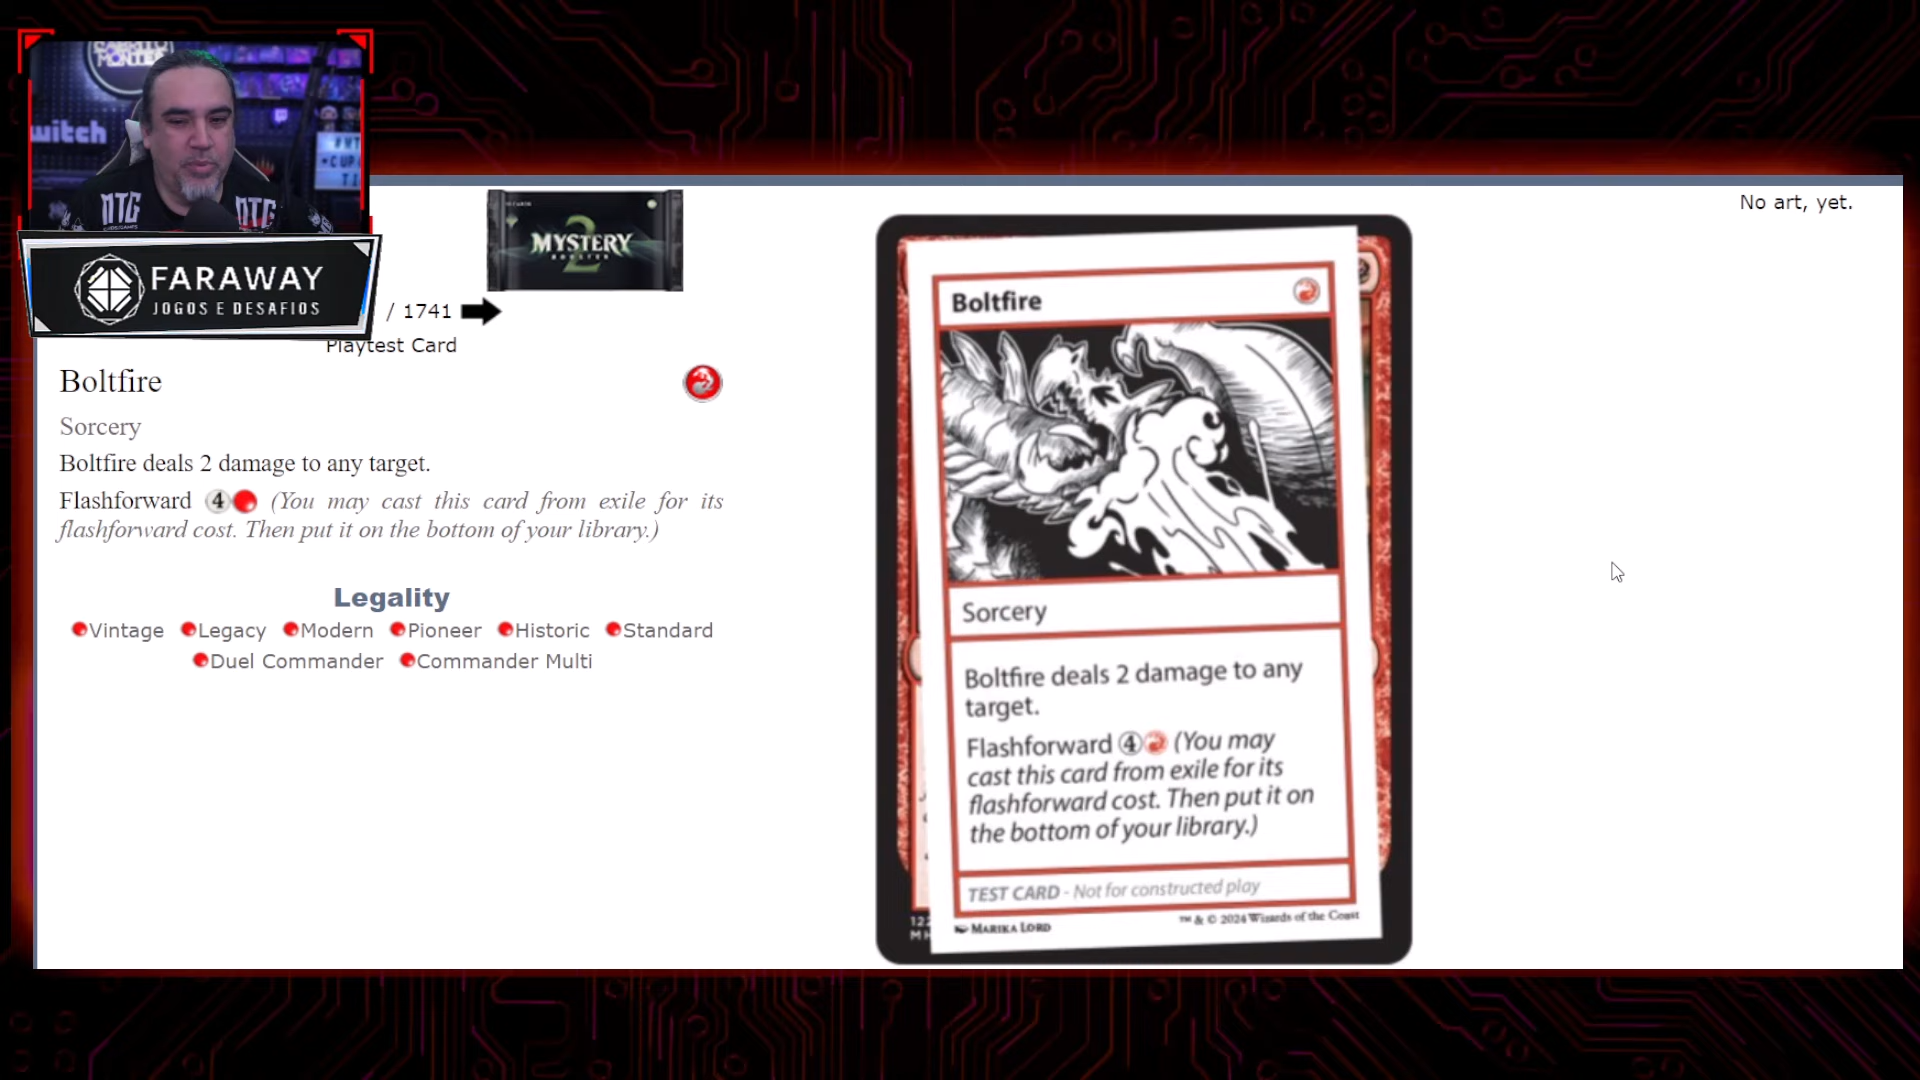 witch
MTG
MTG
FARAWAY
JOGOS E DESAFIOS
MYSTERY
2
/ 1741
Playtest Card
No art, yet.
Boltfire
Sorcery
Boltfire deals 2 damage to any target.
Flashforward 4 (You may cast this card from exile for its
flashforward cost. Then put it on the bottom of your library.)
Legality
Vintage Legacy Modern Pioneer Historic Standard
Duel Commander Commander Multi
Boltfire
Sorcery
Boltfire deals 2 damage to any
target.
Flashforward 4 (You may
cast this card from exile for its
flashforward cost. Then put it on
the bottom of your library.)
TEST CARD - Not for constructed play
MARIKA LORD
™ & © 2024 Wizards of the Coast